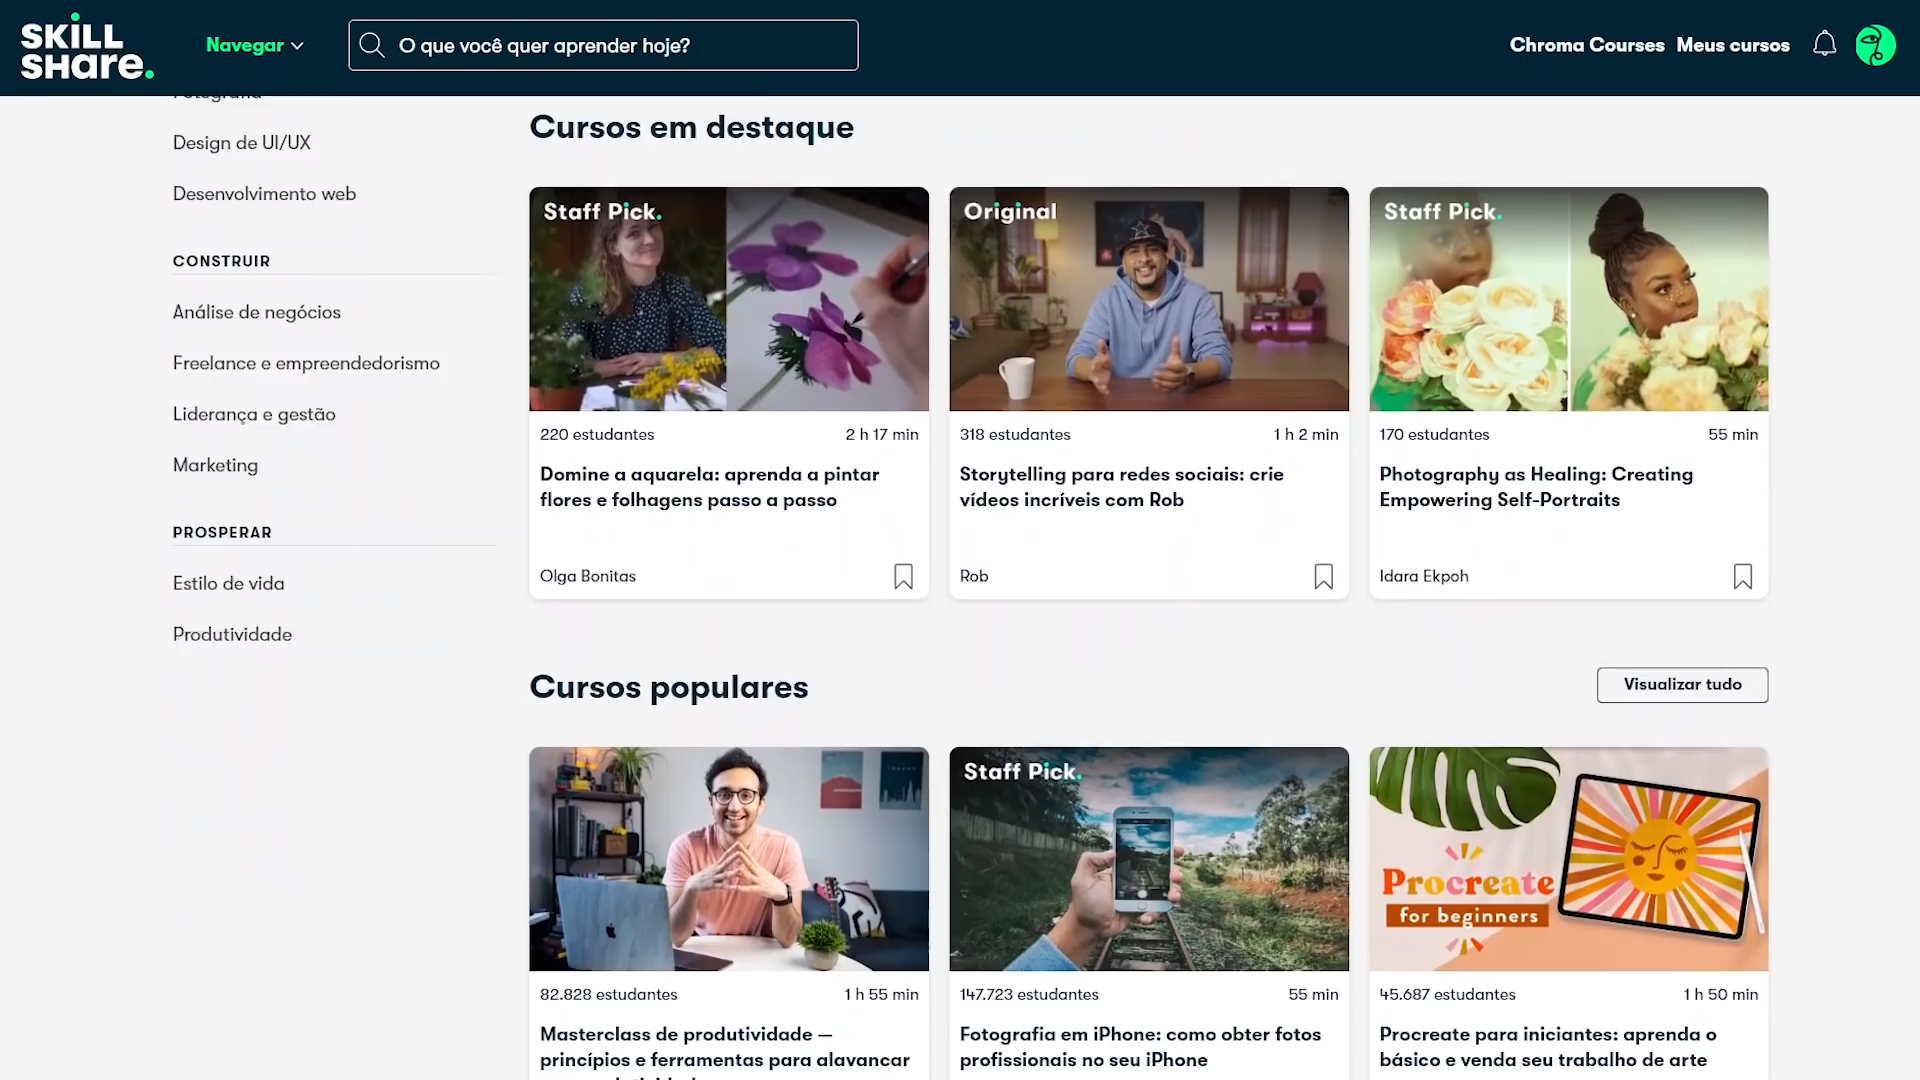 SKILL
SHare.
Navegar
O que você quer aprender hoje?
Chroma Courses
Meus cursos
Fotografia
Design de UI/UX
Desenvolvimento web
CONSTRUIR
Análise de negócios
Freelance e empreendedorismo
Liderança e gestão
Marketing
PROSPERAR
Estilo de vida
Produtividade
Cursos em destaque
Staff Pick.
220 estudantes
2 h 17 min
Domine a aquarela: aprenda a pintar
flores e folhagens passo a passo
Olga Bonitas
Original
318 estudantes
1 h 2 min
Storytelling para redes sociais: crie
vídeos incríveis com Rob
Rob
Staff Pick.
170 estudantes
55 min
Photography as Healing: Creating
Empowering Self-Portraits
Idara Ekpoh
Cursos populares
Visualizar tudo
82.828 estudantes
1 h 55 min
Masterclass de produtividade —
princípios e ferramentas para alavancar
Staff Pick.
147.723 estudantes
55 min
Fotografia em iPhone: como obter fotos
profissionais no seu iPhone
Procreate
for beginners
45.687 estudantes
1 h 50 min
Procreate para iniciantes: aprenda o
básico e venda seu trabalho de arte